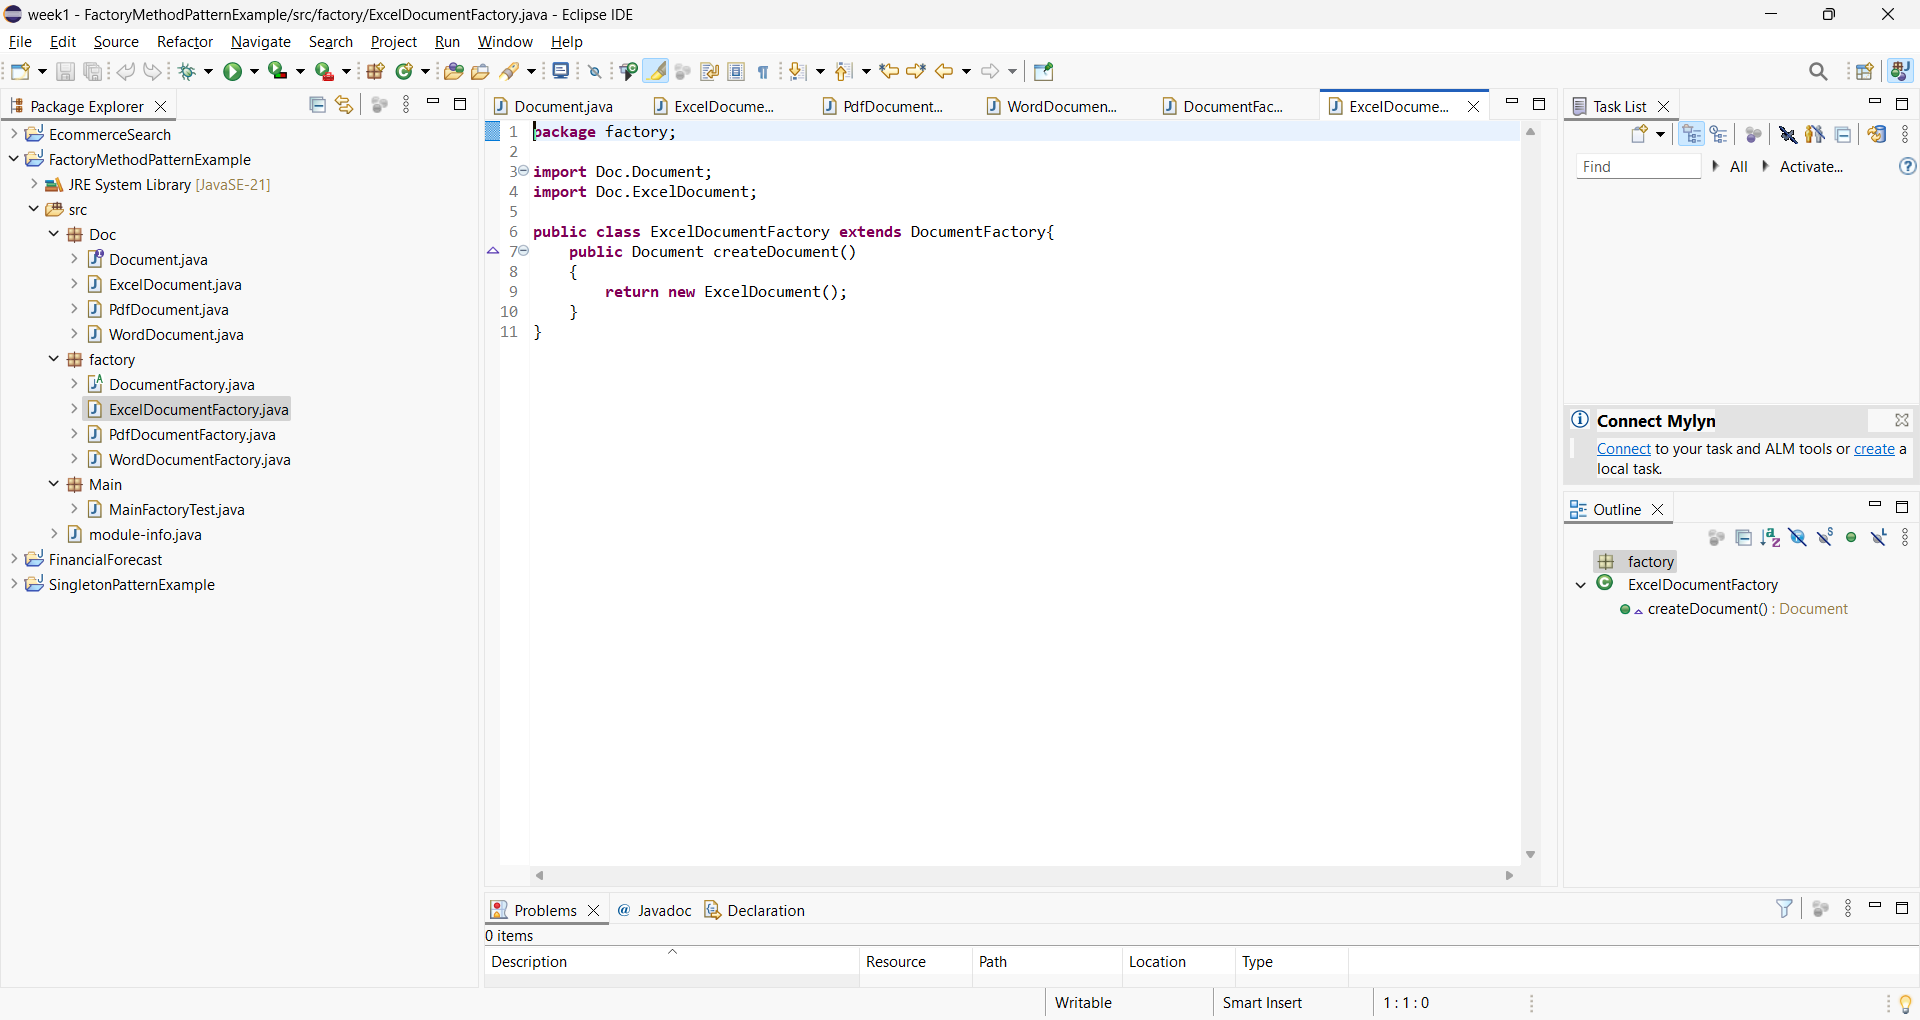 week1 - FactoryMethodPatternExample/src/factory/ExcelDocumentFactory.java - Eclipse IDE
File Edit Source Refactor Navigate Search Project Run Window Help
Package Explorer
EcommerceSearch
FactoryMethodPatternExample
JRE System Library [JavaSE-21]
src
Doc
Document.java
ExcelDocument.java
PdfDocument.java
WordDocument.java
factory
DocumentFactory.java
ExcelDocumentFactory.java
PdfDocumentFactory.java
WordDocumentFactory.java
Main
MainFactoryTest.java
module-info.java
FinancialForecast
SingletonPatternExample
Document.java ExcelDocume... PdfDocument... WordDocumen... DocumentFac... ExcelDocume...
1 package factory;
2
3 import Doc.Document;
4 import Doc.ExcelDocument;
5
6 public class ExcelDocumentFactory extends DocumentFactory{
7 public Document createDocument()
8 {
9 return new ExcelDocument();
10 }
11 }
Task List
Find All Activate...
Connect Mylyn
Connect to your task and ALM tools or create a
local task.
Outline
factory
ExcelDocumentFactory
createDocument() : Document
Problems @ Javadoc Declaration
0 items
Description Resource Path Location Type
Writable Smart Insert 1 : 1 : 0